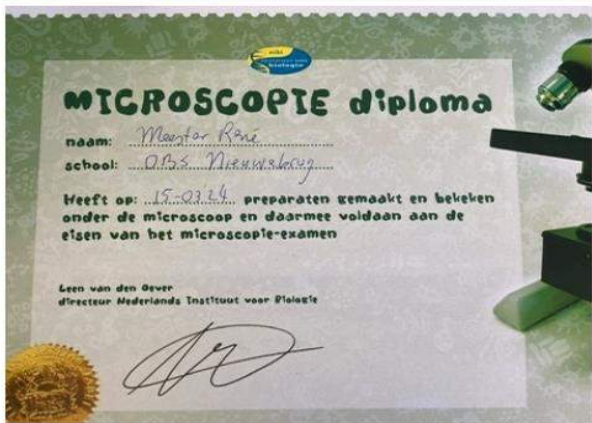 nibi
biologie
MICROSCOPIE diploma
naam: Meester René
school: OBS Nieuwebrug
Heeft op: 15-03-24 preparaten gemaakt en bekeken
onder de microscoop en daarmee voldaan aan de
eisen van het microscopie-examen
Leen van den Oever
directeur Nederlands Instituut voor Biologie